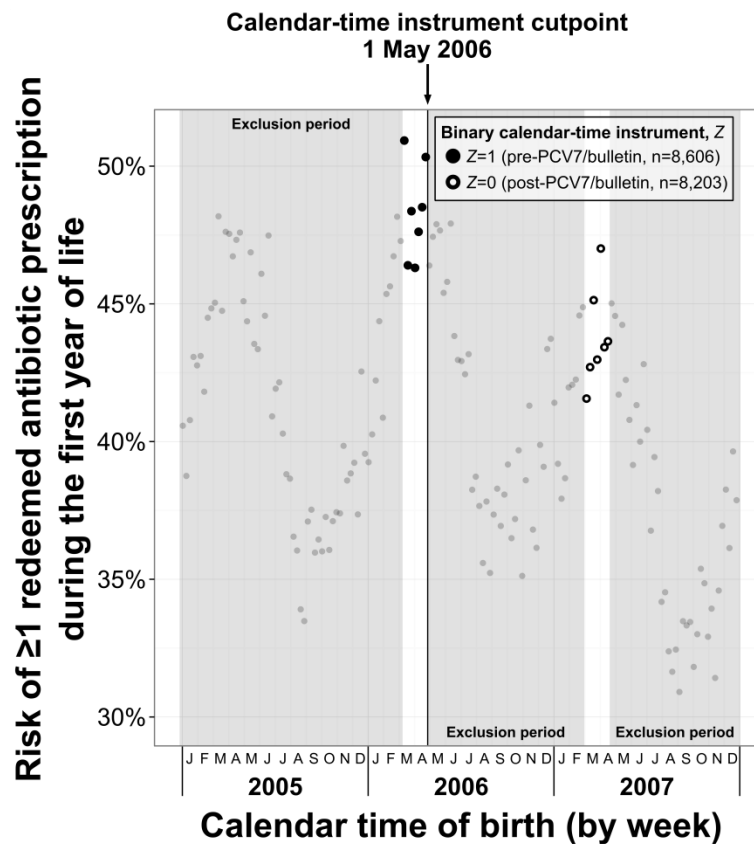 Calendar-time instrument cutpoint
1 May 2006
Risk of ≥1 redeemed antibiotic prescription
during the first year of life
50%
45%
40%
35%
30%
Exclusion period
Binary calendar-time instrument, Z
Z=1 (pre-PCV7/bulletin, n=8,606)
Z=0 (post-PCV7/bulletin, n=8,203)
Exclusion period
Exclusion period
J F M A M J J A S O N D J F M A M J J A S O N D J F M A M J J A S O N D
2005 2006 2007
Calendar time of birth (by week)